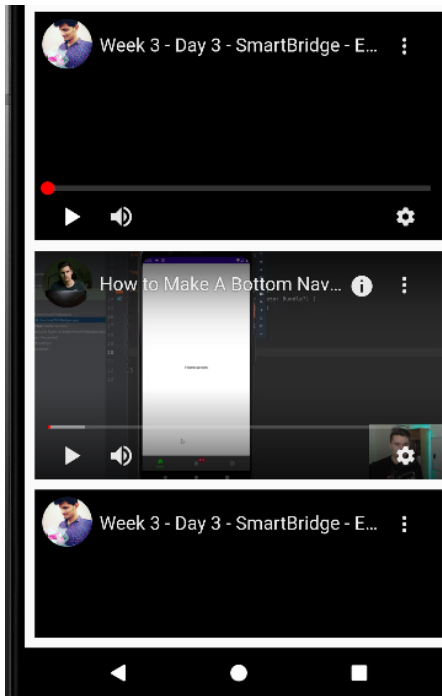 Week 3 - Day 3 - SmartBridge - E...
How to Make A Bottom Nav...
Week 3 - Day 3 - SmartBridge - E...